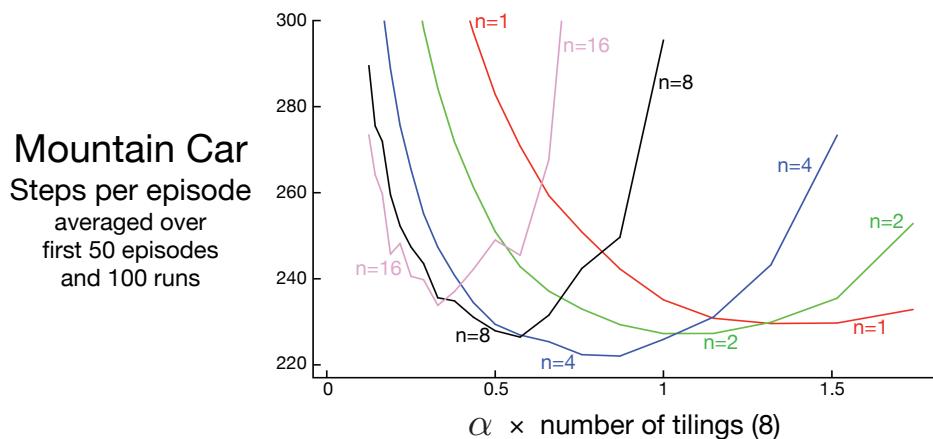 Mountain Car
Steps per episode
averaged over
first 50 episodes
and 100 runs
300
280
260
240
220
n=1
n=16
n=8
n=4
n=2
n=16
n=8
n=4
n=2
n=1
0 0.5 1 1.5
α × number of tilings (8)